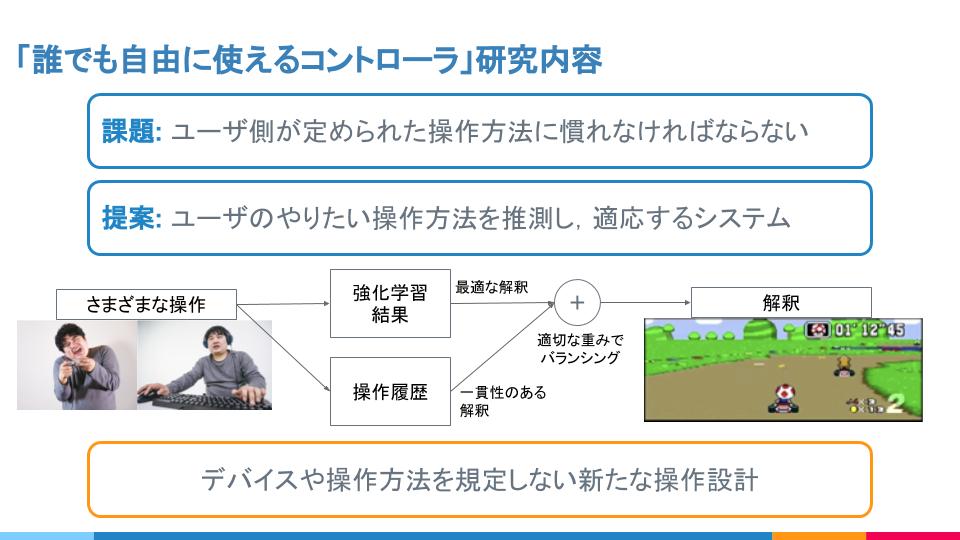 「誰でも自由に使えるコントローラ」研究内容
課題: ユーザ側が定められた操作方法に慣れなければならない
提案: ユーザのやりたい操作方法を推測し，適応するシステム
さまざまな操作
強化学習
結果
最適な解釈
+
適切な重みで
バランシング
解釈
操作履歴
一貫性のある
解釈
01'12"45
2
デバイスや操作方法を規定しない新たな操作設計